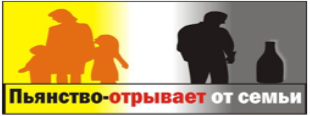 Пьянство-отрывает от семьи